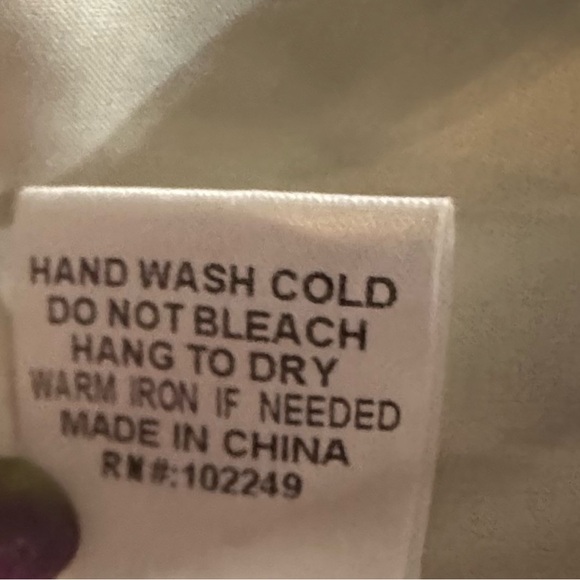 HAND WASH COLD
DO NOT BLEACH
HANG TO DRY
WARM IRON IF NEEDED
MADE IN CHINA
RN#:102249